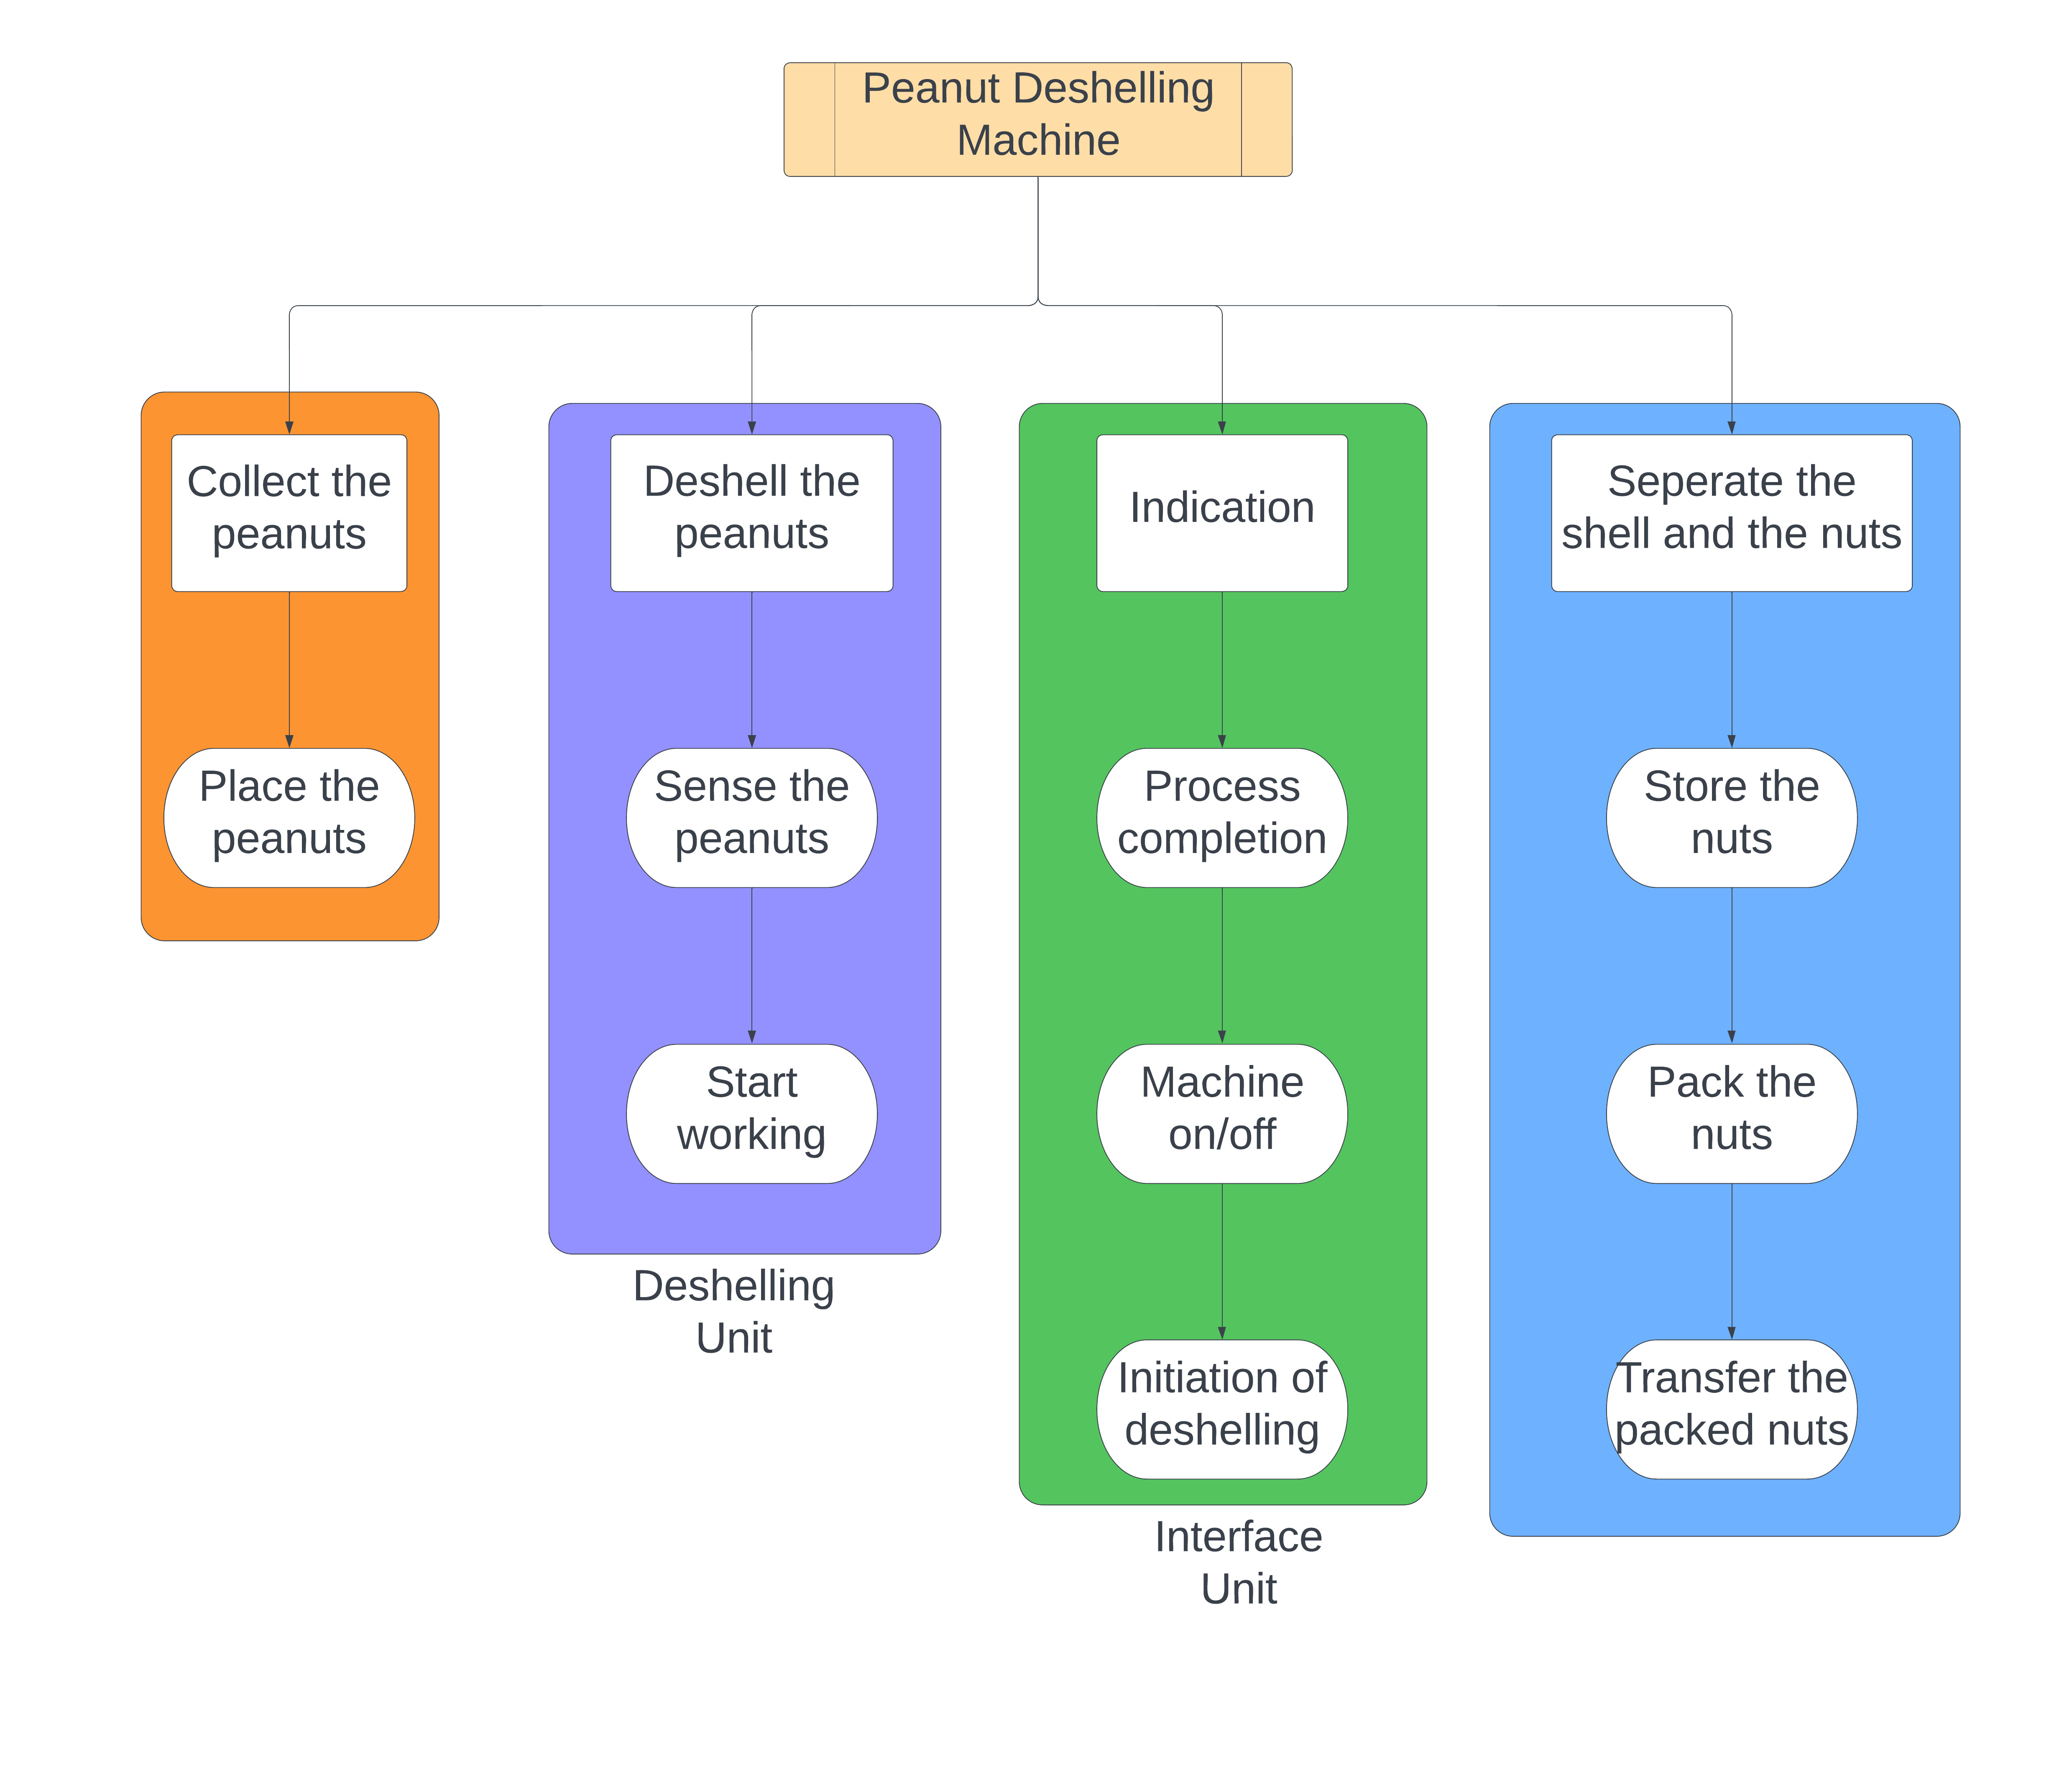 Peanut Deshelling
Machine
Collect the
peanuts
Place the
peanuts
Deshell the
peanuts
Sense the
peanuts
Start
working
Deshelling
Unit
Indication
Process
completion
Machine
on/off
Initiation of
deshelling
Interface
Unit
Seperate the
shell and the nuts
Store the
nuts
Pack the
nuts
Transfer the
packed nuts